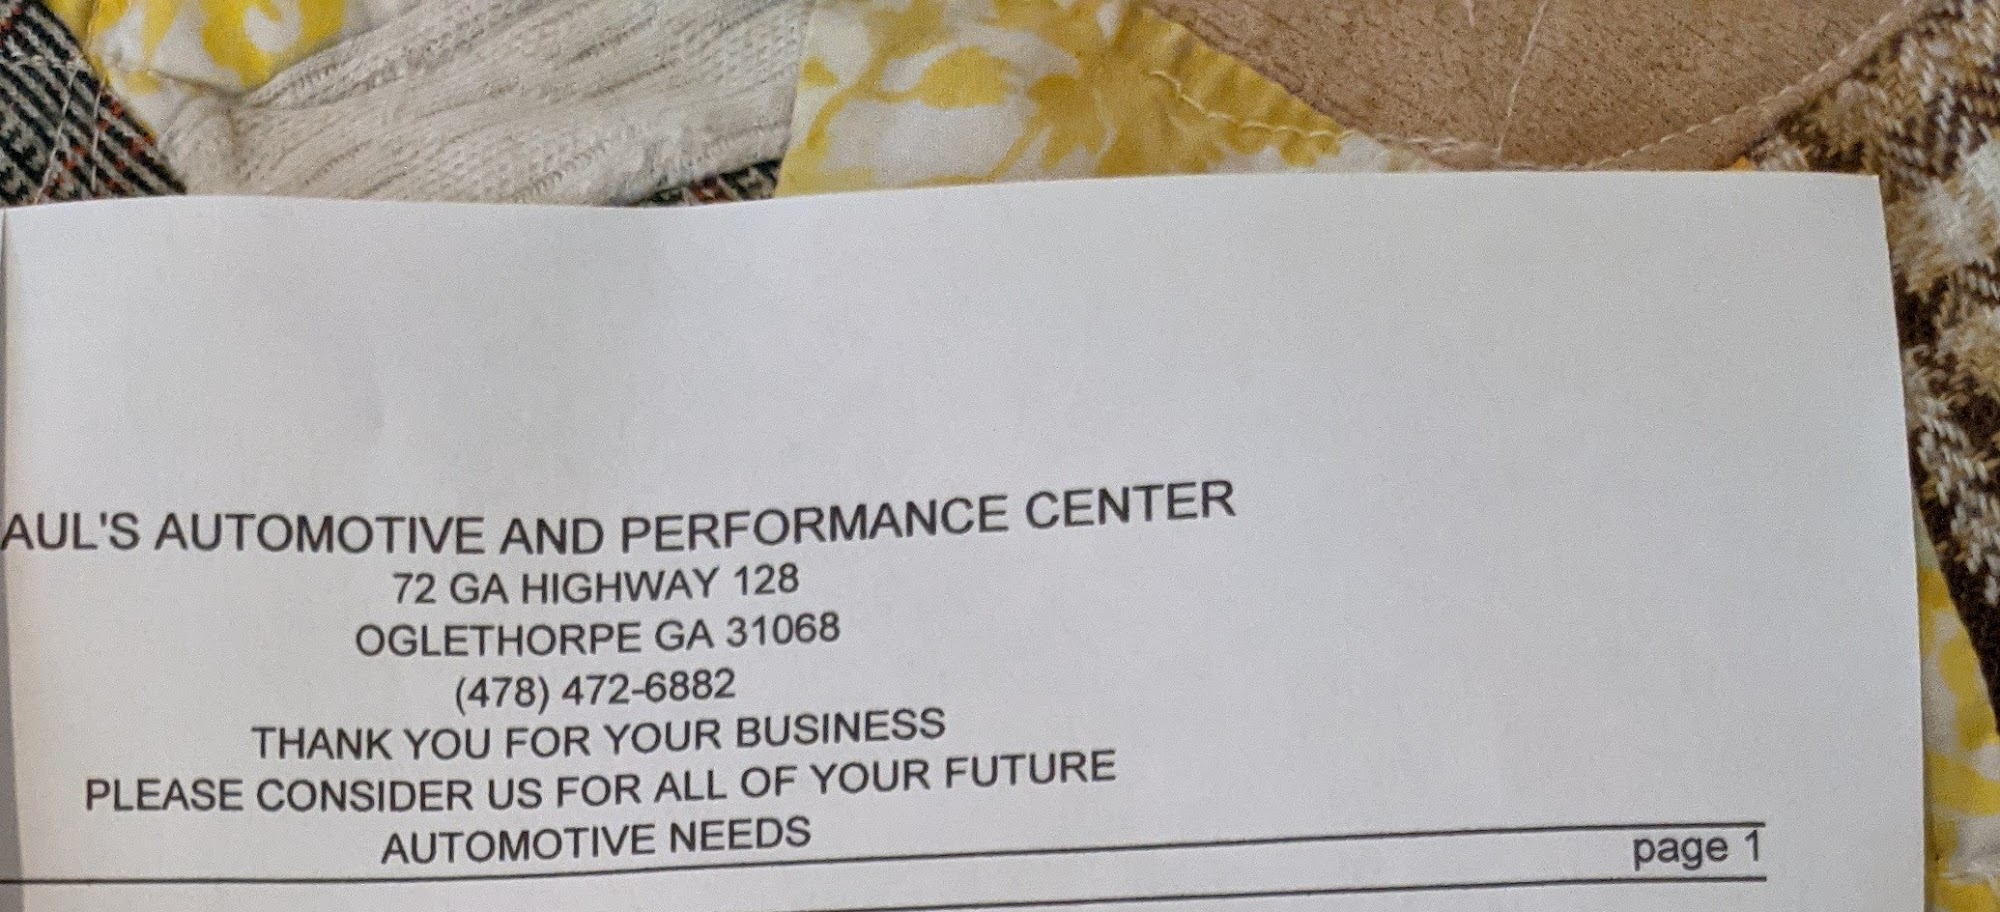 AUL'S AUTOMOTIVE AND PERFORMANCE CENTER
72 GA HIGHWAY 128
OGLETHORPE GA 31068
(478) 472-6882
THANK YOU FOR YOUR BUSINESS
PLEASE CONSIDER US FOR ALL OF YOUR FUTURE
AUTOMOTIVE NEEDS
page 1